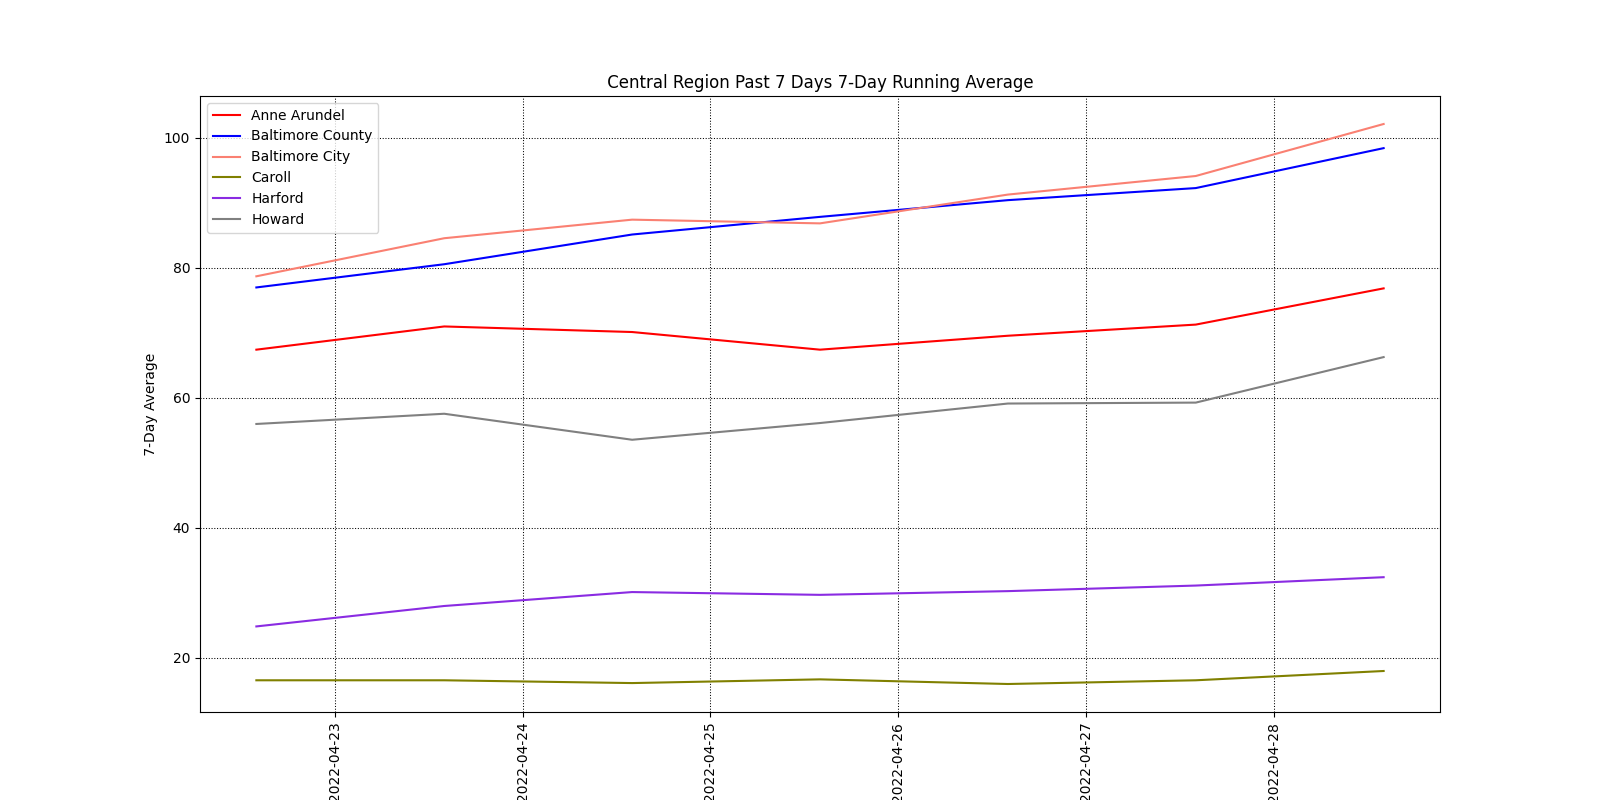 Central Region Past 7 Days 7-Day Running Average
Anne Arundel
Baltimore County
Baltimore City
Caroll
Harford
Howard
100
80
60
40
20
7-Day Average
2022-04-23
2022-04-24
2022-04-25
2022-04-26
2022-04-27
2022-04-28